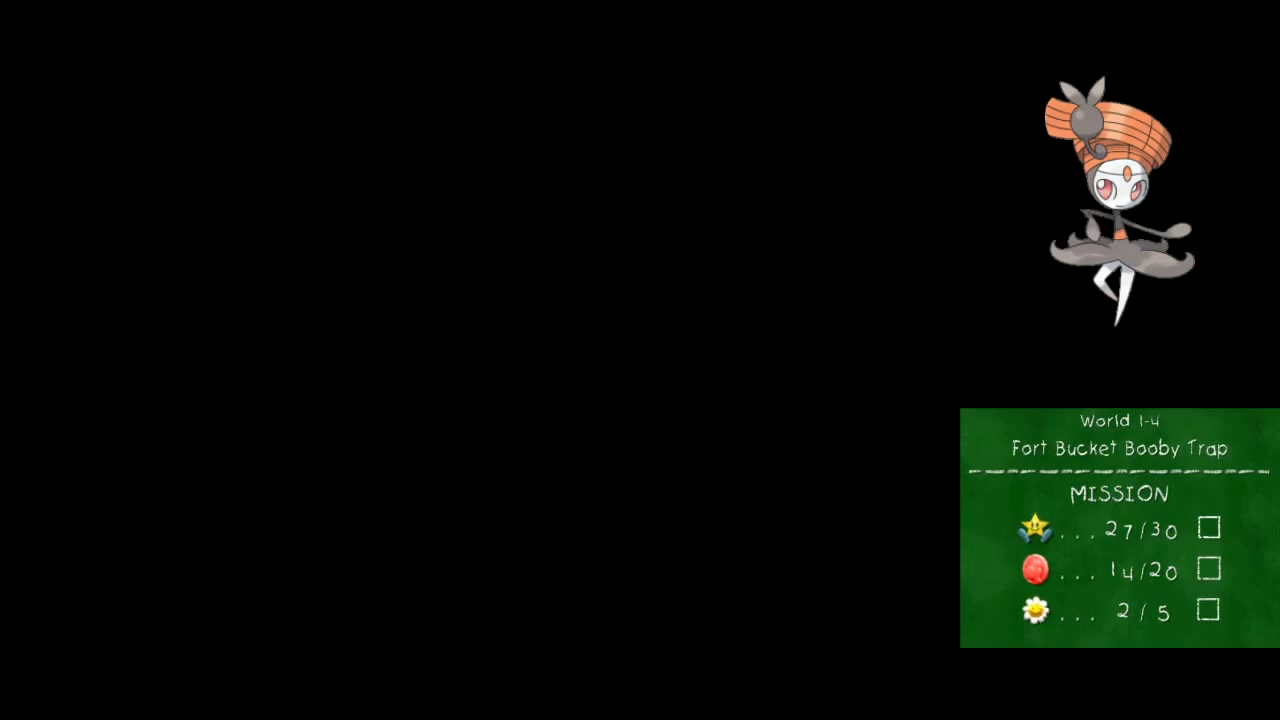 World 1-4
Fort Bucket Booby Trap
MISSION
... 27/30
... 14/20
... 2/5